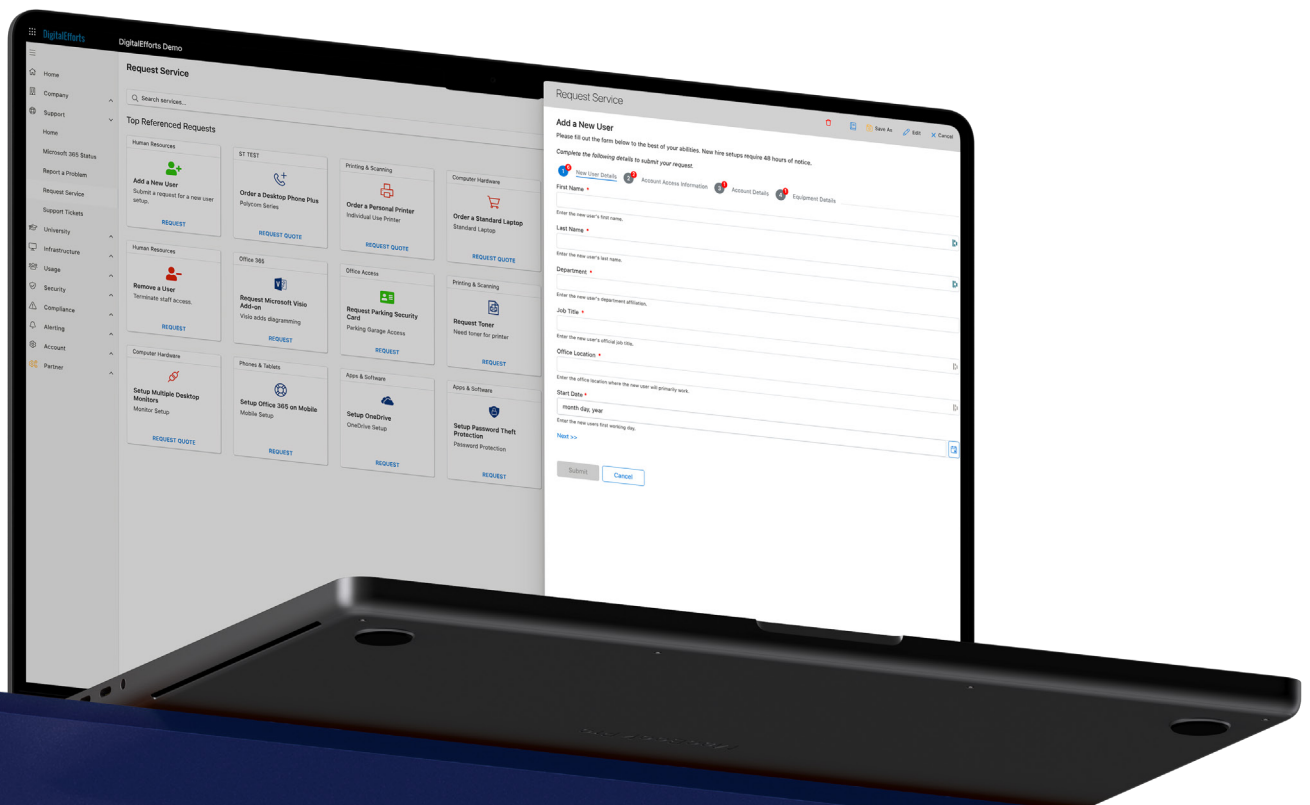 DigitalEfforts
DigitalEfforts Demo
Home
Company
Support
Home
Microsoft 365 Status
Report a Problem
Request Service
Support Tickets
University
Infrastructure
Usage
Security
Compliance
Alerting
Account
Partner
Request Service
Search services...
Top Referenced Requests
Human Resources
Add a New User
Submit a request for a new user
setup.
REQUEST
ST TEST
Order a Desktop Phone Plus
Polycom Series
REQUEST QUOTE
Printing & Scanning
Order a Personal Printer
Individual Use Printer
REQUEST QUOTE
Computer Hardware
Order a Standard Laptop
Standard Laptop
REQUEST QUOTE
Human Resources
Remove a User
Terminate staff access.
REQUEST
Office 365
Request Microsoft Visio
Add-on
Visio adds diagramming
REQUEST
Office Access
Request Parking Security
Card
Parking Garage Access
REQUEST
Printing & Scanning
Request Toner
Need toner for printer
REQUEST
Computer Hardware
Setup Multiple Desktop
Monitors
Monitor Setup
REQUEST QUOTE
Phones & Tablets
Setup Office 365 on Mobile
Mobile Setup
REQUEST
Apps & Software
Setup OneDrive
OneDrive Setup
REQUEST
Apps & Software
Setup Password Theft
Protection
Password Protection
REQUEST
Request Service
Save As
Edit
Cancel
Add a New User
Please fill out the form below to the best of your abilities. New hire setups require 48 hours of notice.
Complete the following details to submit your request.
1 New User Details 2 Account Access Information 3 Account Details 4 Equipment Details
First Name *
Enter the new user's first name.
Last Name *
Enter the new user's last name.
Department *
Enter the new user's department affiliation.
Job Title *
Enter the new user's official job title.
Office Location *
Enter the office location where the new user will primarily work.
Start Date *
month day, year
Enter the new users first working day.
Next >>
Submit
Cancel